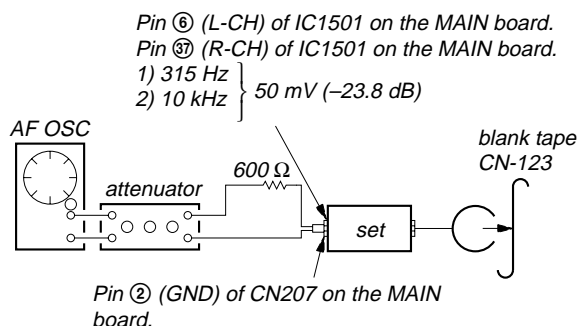 Pin ⑥ (L-CH) of IC1501 on the MAIN board.
Pin ㊲ (R-CH) of IC1501 on the MAIN board.
1) 315 Hz
2) 10 kHz
50 mV (–23.8 dB)
AF OSC
attenuator
600 Ω
set
blank tape
CN-123
Pin ② (GND) of CN207 on the MAIN
board.